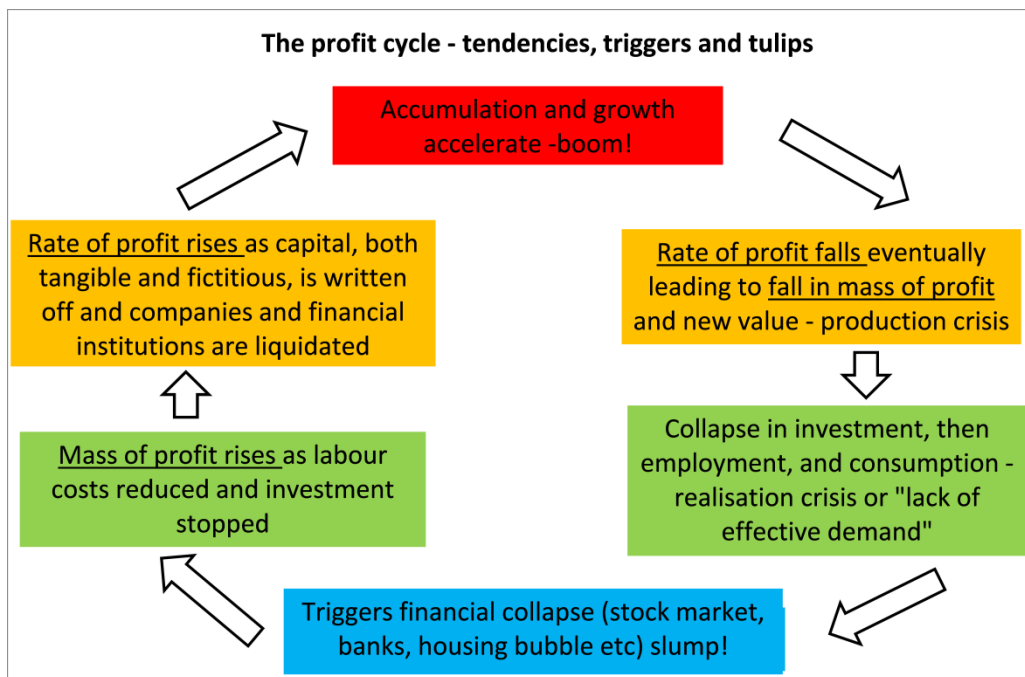 The profit cycle - tendencies, triggers and tulips
Accumulation and growth
accelerate -boom!
Rate of profit falls eventually
leading to fall in mass of profit
and new value - production crisis
Collapse in investment, then
employment, and consumption -
realisation crisis or "lack of
effective demand"
Triggers financial collapse (stock market,
banks, housing bubble etc) slump!
Mass of profit rises as labour
costs reduced and investment
stopped
Rate of profit rises as capital, both
tangible and fictitious, is written
off and companies and financial
institutions are liquidated